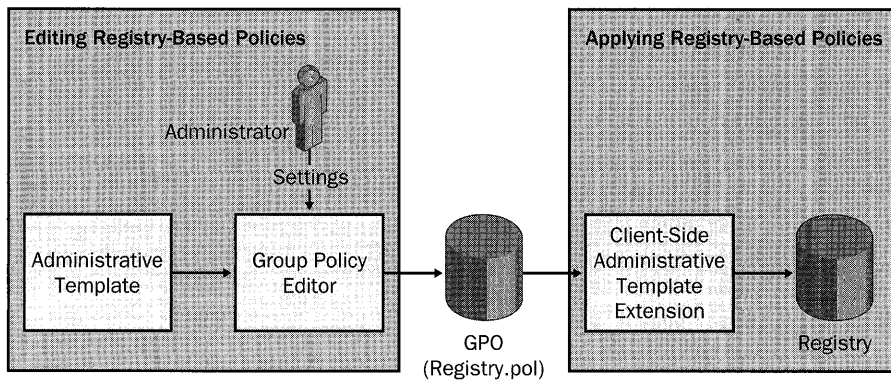 Editing Registry-Based Policies
Administrator
Settings
Administrative
Template
Group Policy
Editor
GPO
(Registry.pol)
Applying Registry-Based Policies
Client-Side
Administrative
Template
Extension
Registry